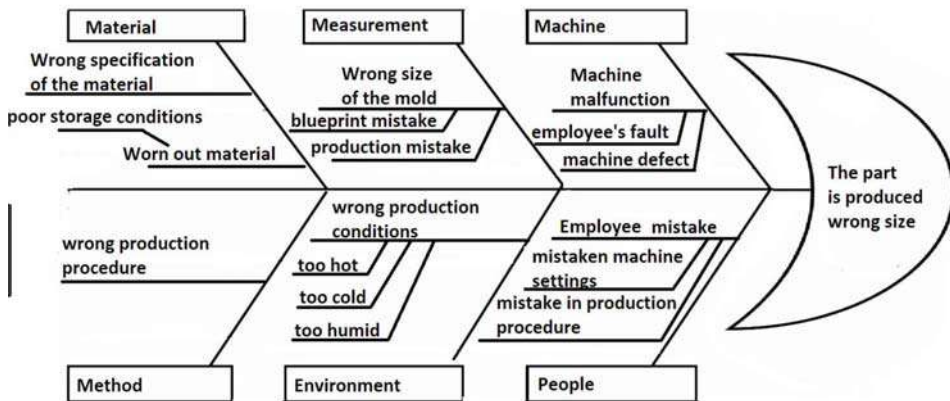 Material
Measurement
Machine
Wrong specification
of the material
poor storage conditions
Worn out material
Wrong size
of the mold
blueprint mistake
production mistake
Machine
malfunction
employee's fault
machine defect
The part
is produced
wrong size
wrong production
procedure
wrong production
conditions
too hot
too cold
too humid
Employee mistake
mistaken machine
settings
mistake in production
procedure
Method
Environment
People